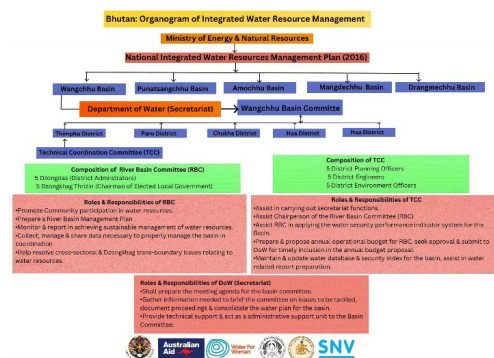 Bhutan: Organogram of Integrated Water Resource Management
Ministry of Energy & Natural Resources
National Integrated Water Resources Management Plan (2016)
Wangchhu Basin
Punatsangchhu Basin
Amochhu Basin
Mangdechhu Basin
Drangmechhu Basin
Department of Water (Secretariat)
Wangchhu Basin Committe
Thimphu District
Paro District
Chukha District
Haa District
Haa District
Technical Coordination Committee (TCC)
Composition of River Basin Committee (RBC)
5 Dzongdas (District Admistrators)
5 Dzongkhag Thrizin (Chairman of Elected Local Government)
Composition of TCC
5 District Planning Officers
5 District Engineers
5 District Environment Officers
Roles & Responsibilities of RBC
•Promote Community participation in water resources.
•Prepare a River Basin Management Plan
•Monitor & report in achieving sustainable management of water resources.
•Collect, manage & share data necessary to properly manage the basin in
coordination
•Help resolve cross-sectoral & Dzongkhag trans-boundary issues relating to
water resources.
Roles & Responsibilities of TCC
•Assist in carrying out secretariat functions.
•Assist Chairperson of the River Basin Committee (RBC)
•Assist RBC in applying the water security performance indicator system for the
Basin.
•Prepare & propose annual operational budget for RBC, seek approval & submit to
DoW for timely inclusion in the annual budget proposal.
•Maintain & update water database & security Index for the basin, assist in water
related report preparation.
Roles & Responsibilities of DoW (Secretariat)
•Shall prepare the meeting agenda for the basin committee.
•Gather information needed to brief the committee on issues to be tackled,
document proceedings & consolidate the water plan for the basin.
•Provide technical support & act as a administrative support unit to the Basin
Committee.
Australian
Aid
Water For
Women
SNV